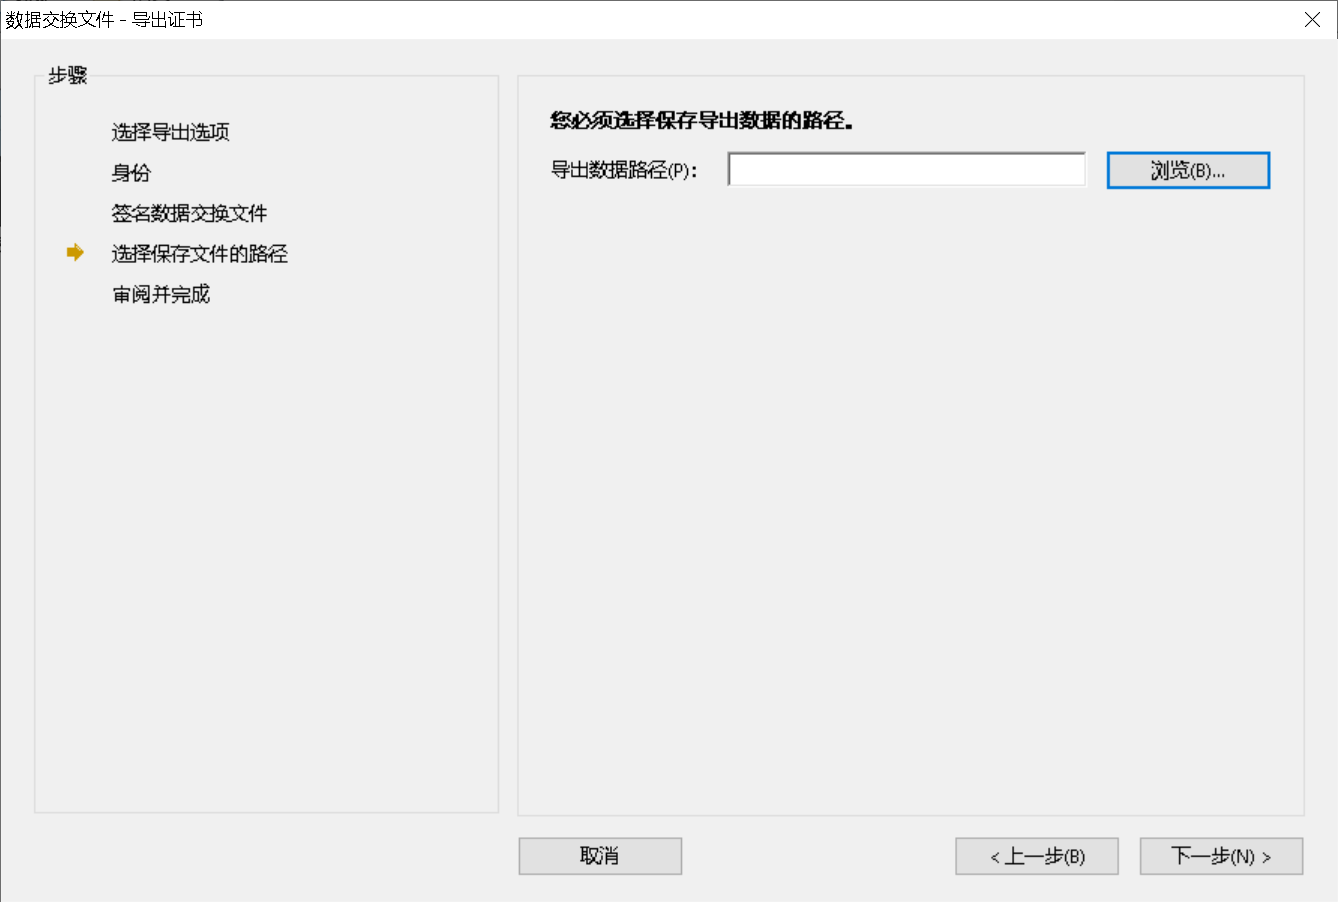 数据交换文件 - 导出证书
步骤
选择导出选项
身份
签名数据交换文件
选择保存文件的路径
审阅并完成
您必须选择保存导出数据的路径。
导出数据路径(P)：
浏览(B)...
取消
< 上一步(B)
下一步(N) >